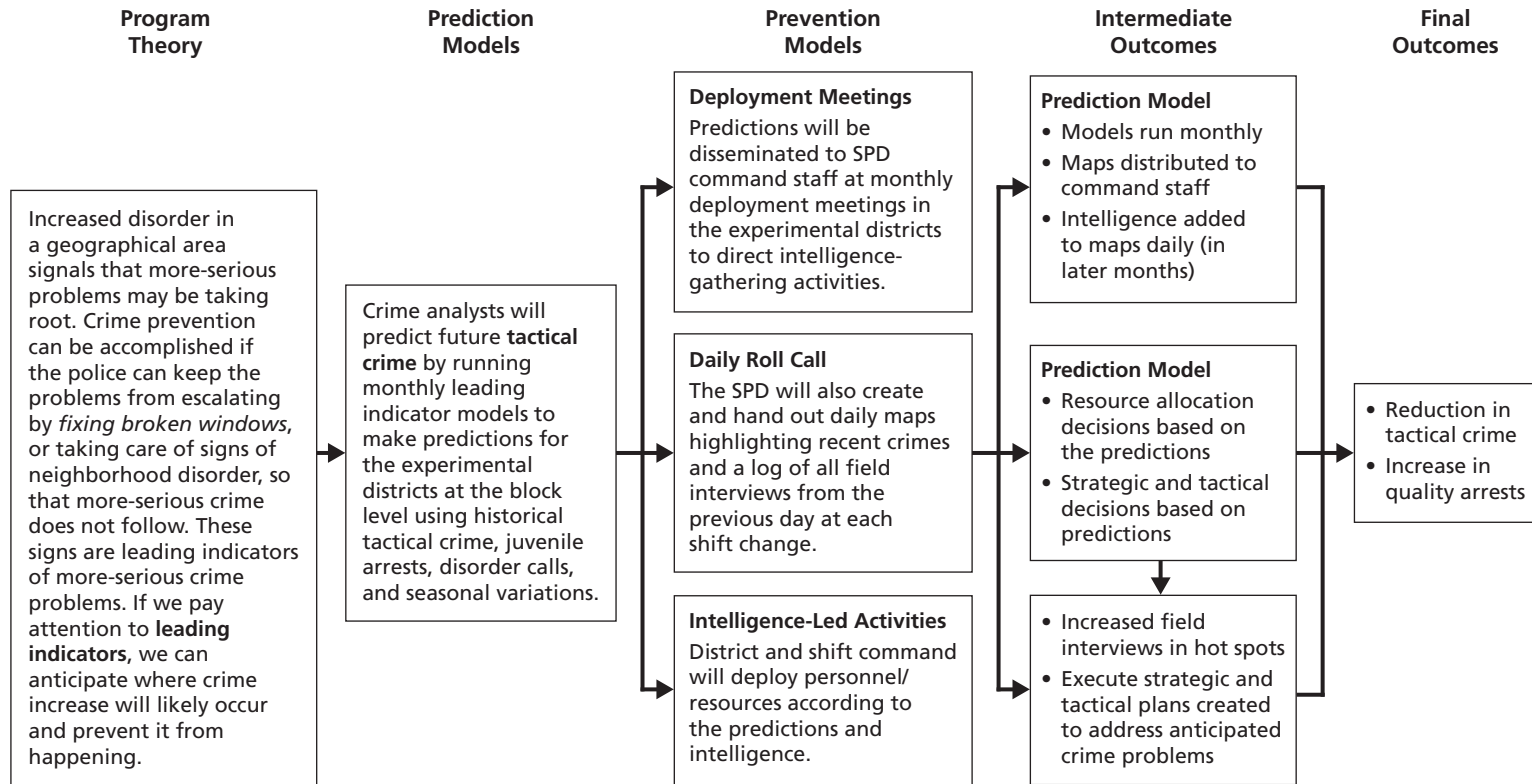 Program
Theory
Prediction
Models
Prevention
Models
Intermediate
Outcomes
Final
Outcomes
Increased disorder in
a geographical area
signals that more-serious
problems may be taking
root. Crime prevention
can be accomplished if
the police can keep the
problems from escalating
by fixing broken windows,
or taking care of signs of
neighborhood disorder, so
that more-serious crime
does not follow. These
signs are leading indicators
of more-serious crime
problems. If we pay
attention to leading
indicators, we can
anticipate where crime
increase will likely occur
and prevent it from
happening.
Crime analysts will
predict future tactical
crime by running
monthly leading
indicator models to
make predictions for
the experimental
districts at the block
level using historical
tactical crime, juvenile
arrests, disorder calls,
and seasonal variations.
Deployment Meetings
Predictions will be
disseminated to SPD
command staff at monthly
deployment meetings in
the experimental districts
to direct intelligence-
gathering activities.
Daily Roll Call
The SPD will also create
and hand out daily maps
highlighting recent crimes
and a log of all field
interviews from the
previous day at each
shift change.
Intelligence-Led Activities
District and shift command
will deploy personnel/
resources according to
the predictions and
intelligence.
Prediction Model
• Models run monthly
• Maps distributed to
command staff
• Intelligence added
to maps daily (in
later months)
Prediction Model
• Resource allocation
decisions based on
the predictions
• Strategic and tactical
decisions based on
predictions
• Increased field
interviews in hot spots
• Execute strategic and
tactical plans created
to address anticipated
crime problems
• Reduction in
tactical crime
• Increase in
quality arrests